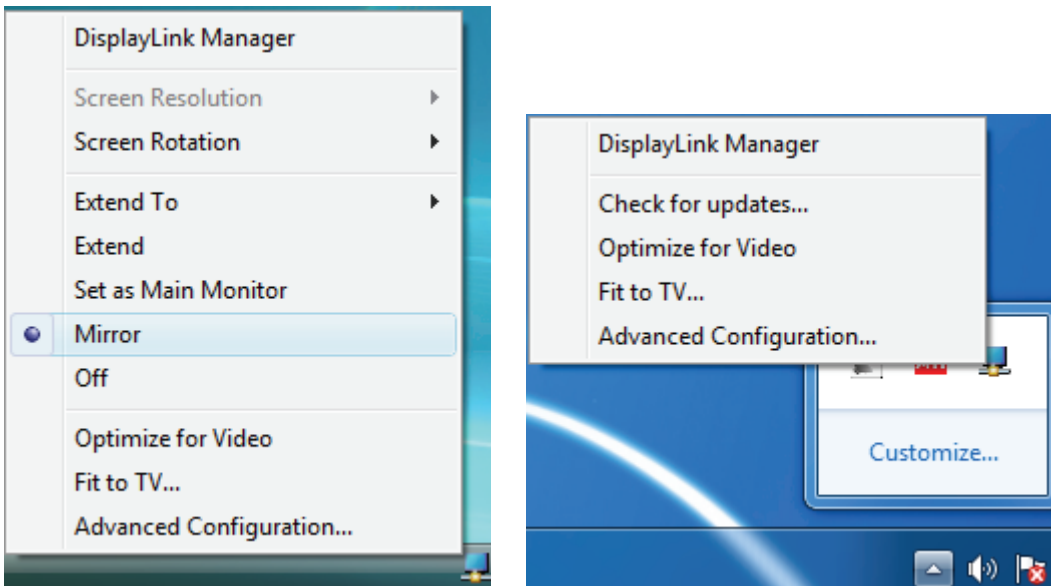 DisplayLink Manager
Screen Resolution
Screen Rotation
Extend To
Extend
Set as Main Monitor
Mirror
Off
Optimize for Video
Fit to TV...
Advanced Configuration...
DisplayLink Manager
Check for updates...
Optimize for Video
Fit to TV...
Advanced Configuration...
Customize...